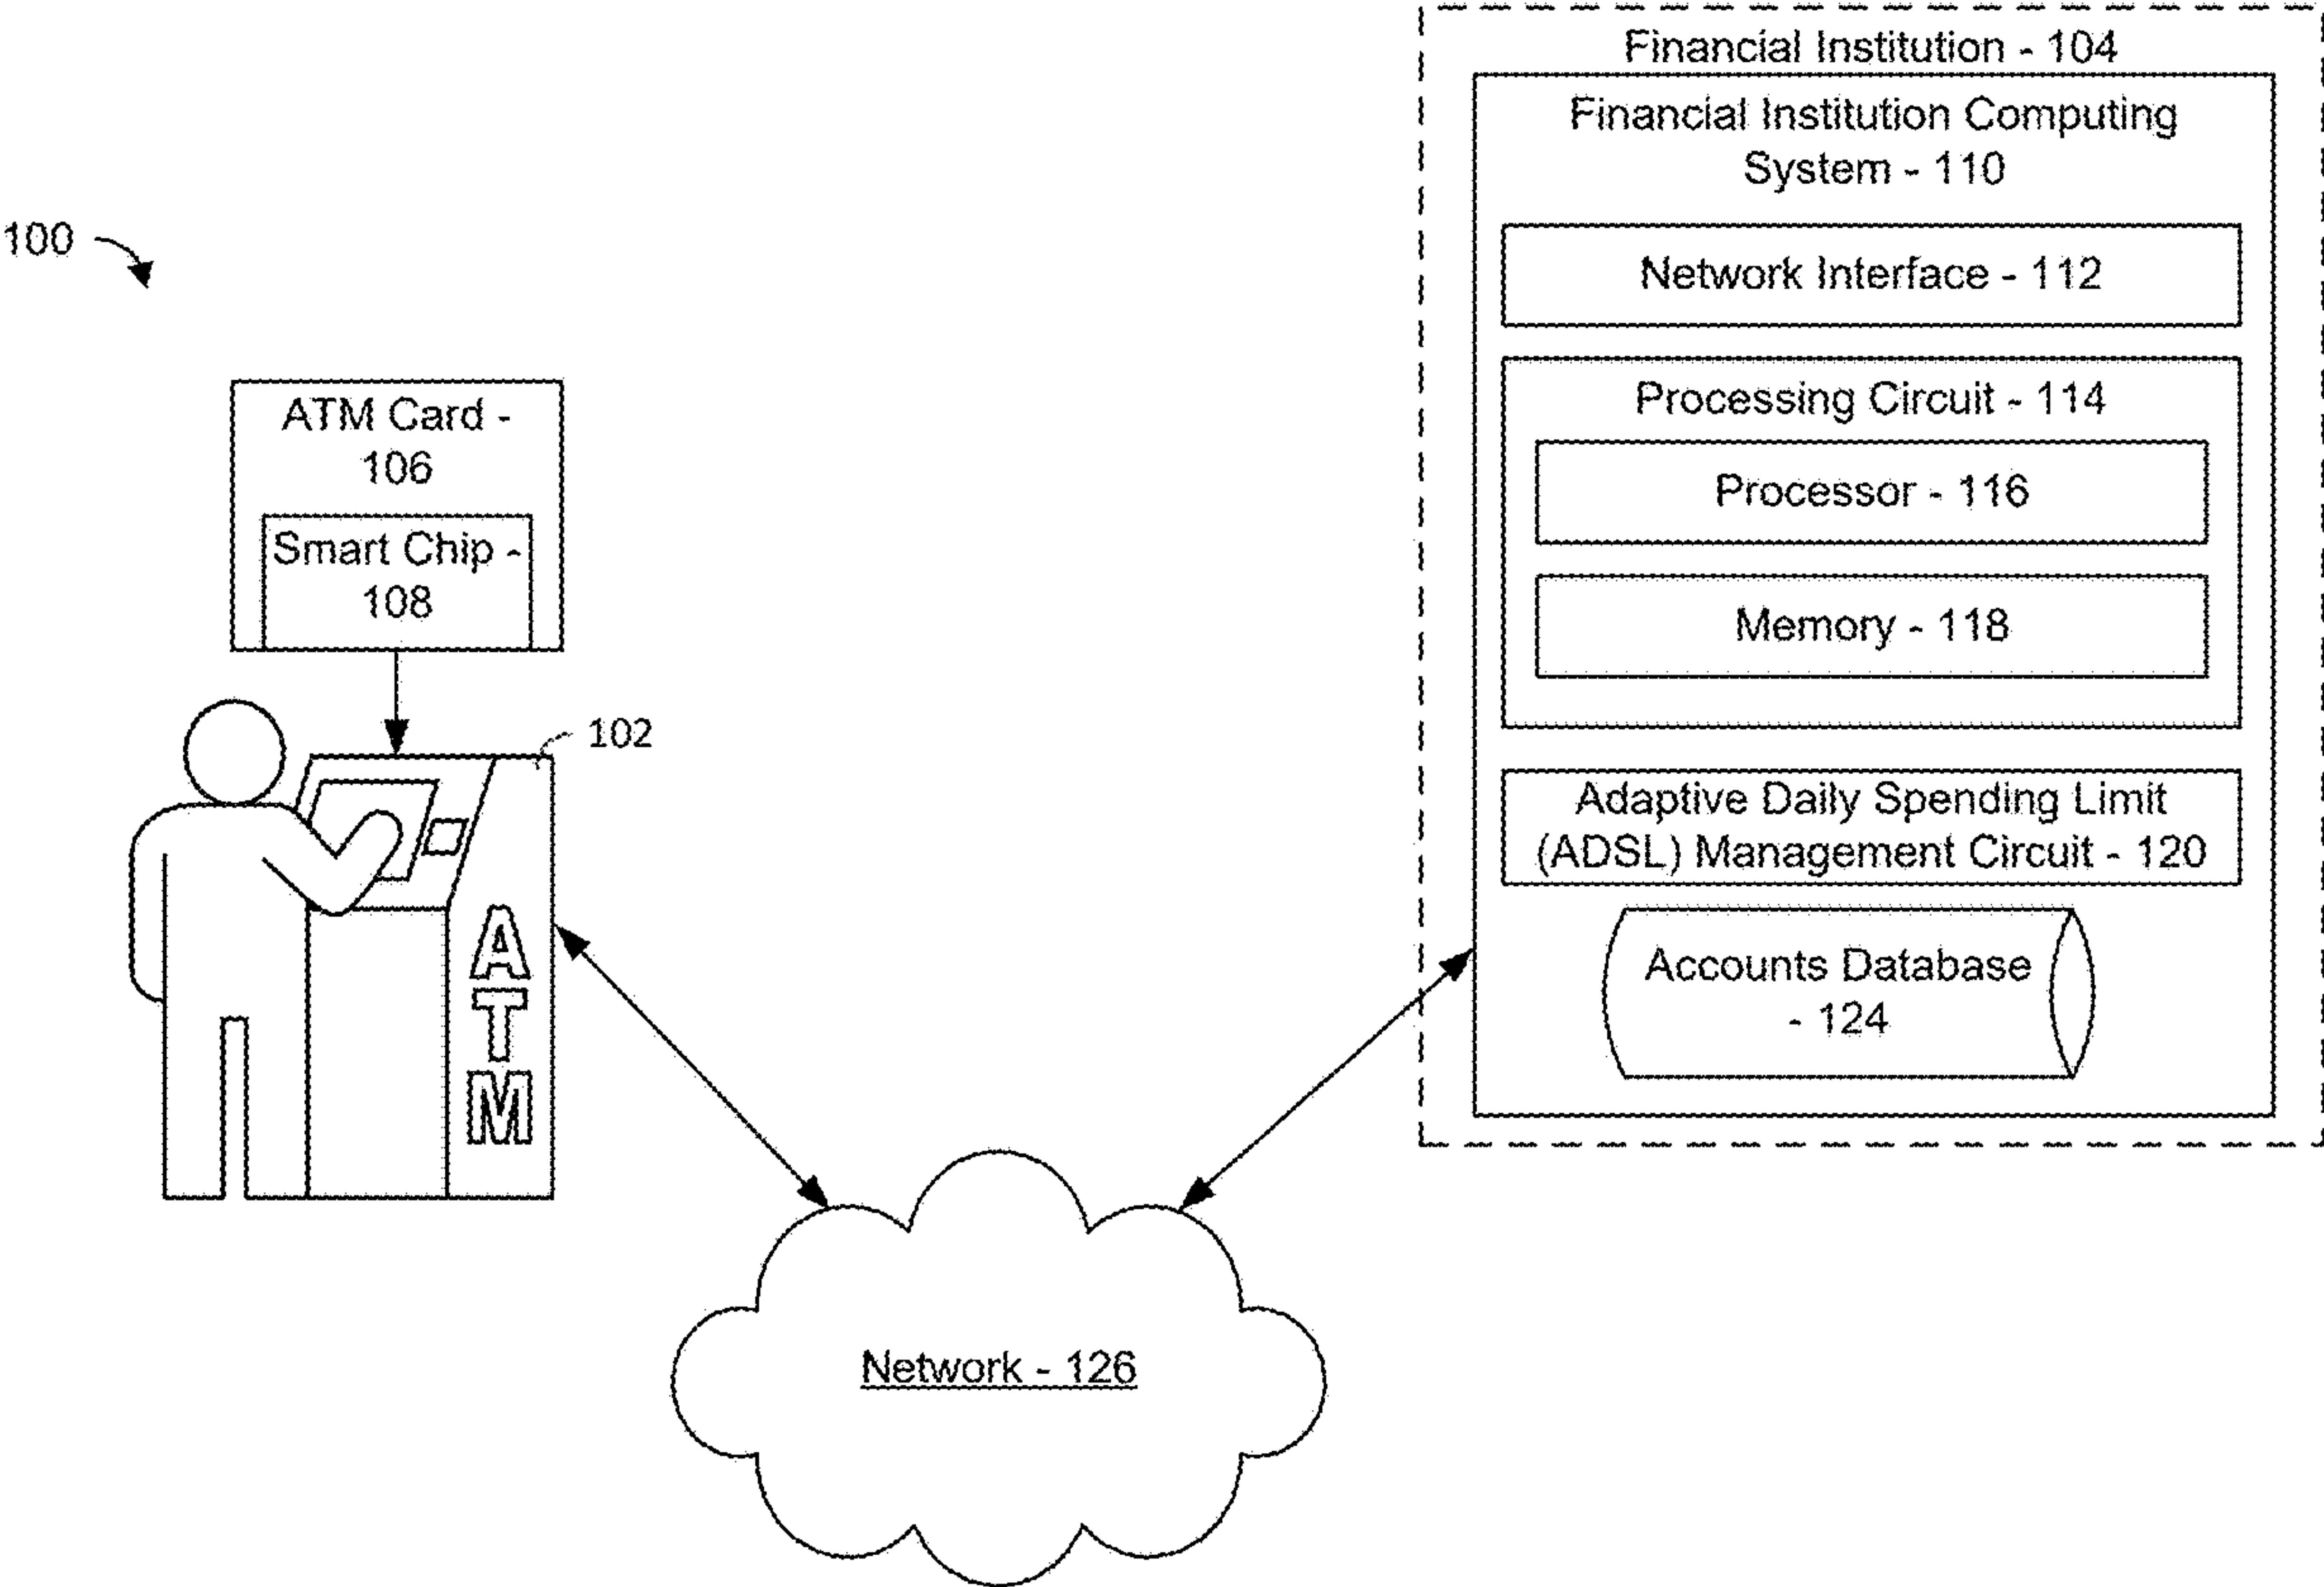 Financial Institution - 104
Financial Institution Computing
System - 110
100
Network Interface - 112
Processing Circuit - 114
Processor - 116
Memory - 118
Adaptive Daily Spending Limit
(ADSL) Management Circuit - 120
Accounts Database
- 124
ATM Card -
106
Smart Chip -
108
102
ATM
Network - 126